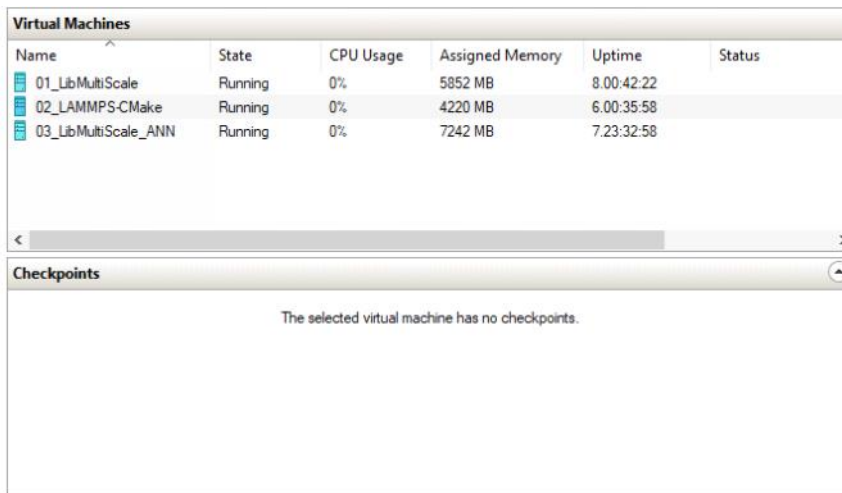 Virtual Machines
Name State CPU Usage Assigned Memory Uptime Status
01_LibMultiScale Running 0% 5852 MB 8.00:42:22
02_LAMMPS-CMake Running 0% 4220 MB 6.00:35:58
03_LibMultiScale_ANN Running 0% 7242 MB 7.23:32:58
Checkpoints
The selected virtual machine has no checkpoints.